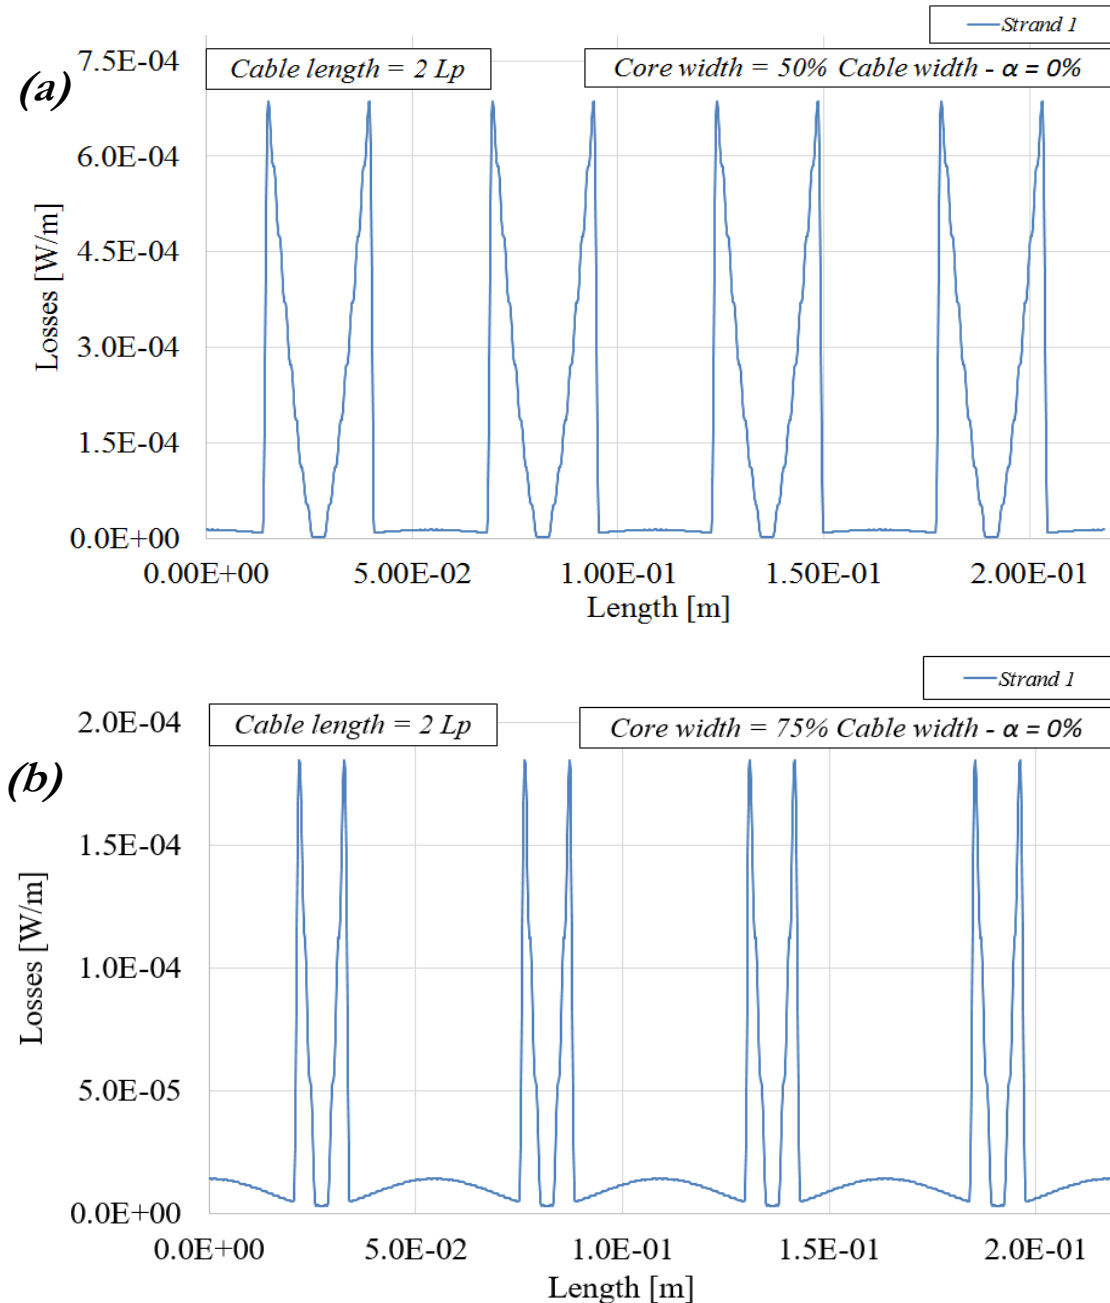 Strand 1
7.5E-04
Cable length = 2 Lp
Core width = 50% Cable width - α = 0%
(a)
6.0E-04
4.5E-04
3.0E-04
1.5E-04
0.0E+00
Losses [W/m]
0.00E+00 5.00E-02 1.00E-01 1.50E-01 2.00E-01
Length [m]
Strand 1
2.0E-04
Cable length = 2 Lp
Core width = 75% Cable width - α = 0%
(b)
1.5E-04
1.0E-04
5.0E-05
0.0E+00
Losses [W/m]
0.0E+00 5.0E-02 1.0E-01 1.5E-01 2.0E-01
Length [m]